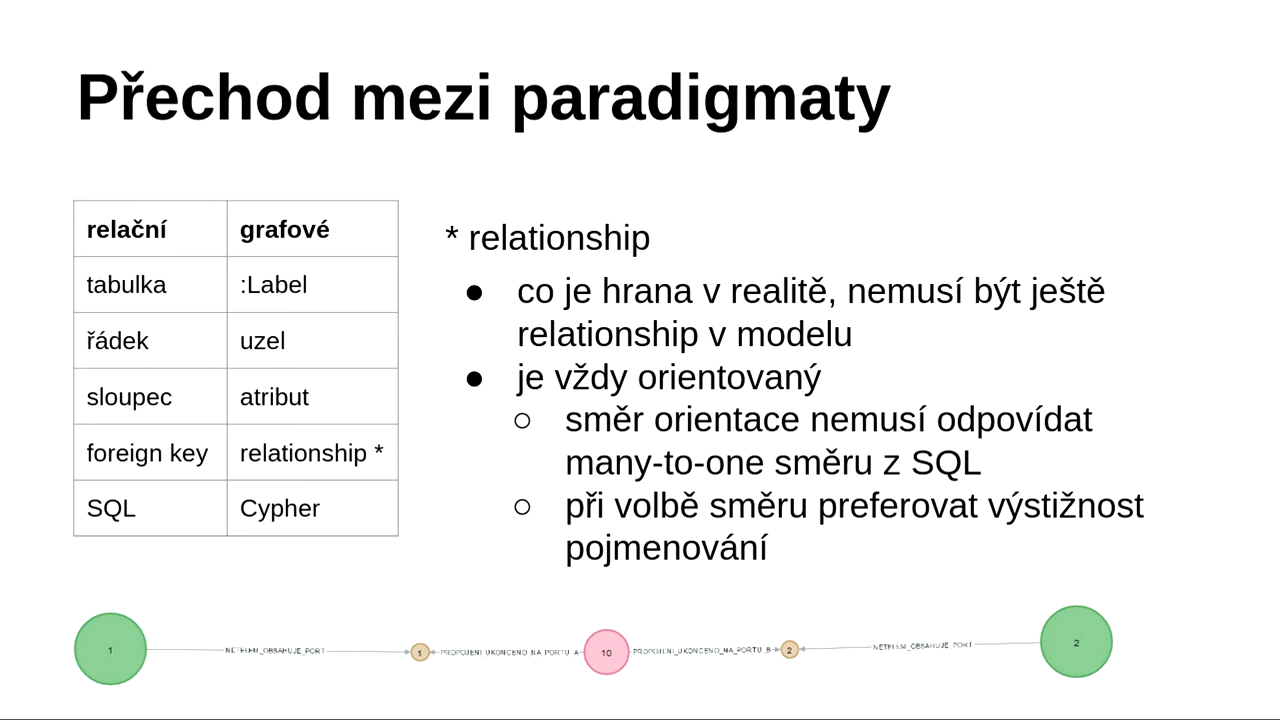 Přechod mezi paradigmaty
relační grafové
tabulka :Label
řádek uzel
sloupec atribut
foreign key relationship *
SQL Cypher
* relationship
● co je hrana v realitě, nemusí být ještě
relationship v modelu
● je vždy orientovaný
○ směr orientace nemusí odpovídat
many-to-one směru z SQL
○ při volbě směru preferovat výstižnost
pojmenování
1 NETELEM_OBSAHUJE_PORT 1 PROPOJENI_UKONCENO_NA_PORTU_A 10 PROPOJENI_UKONCENO_NA_PORTU_B 2 NETELEM_OBSAHUJE_PORT 2